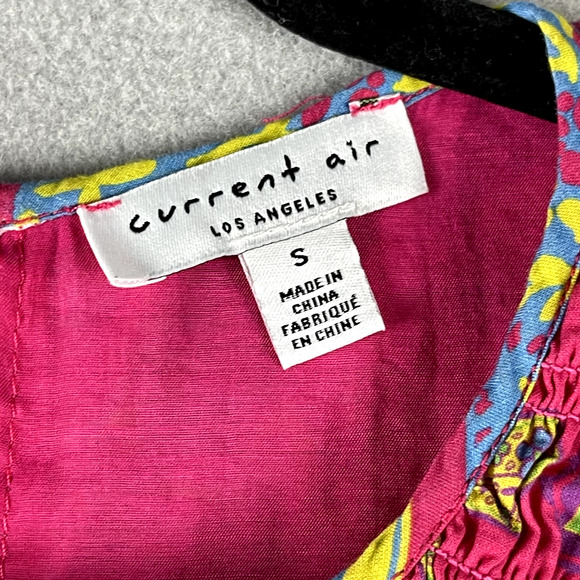 current air
LOS ANGELES
S
MADE IN
CHINA
FABRIQUÉ
EN CHINE